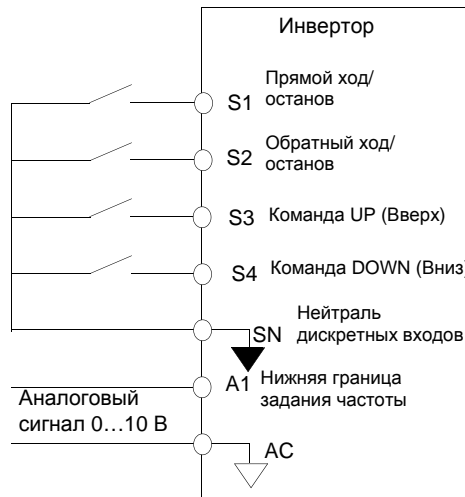 Инвертор
S1 Прямой ход/
останов
S2 Обратный ход/
останов
S3 Команда UP (Вверх)
S4 Команда DOWN (Вниз)
SN Нейтраль
дискретных входов
A1 Нижняя граница
задания частоты
Аналоговый
сигнал 0…10 В
AC